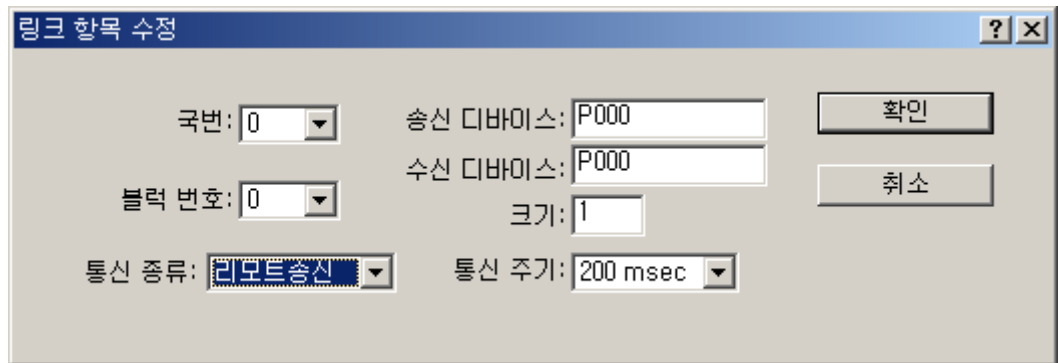 링크 항목 수정
국번: 0
송신 디바이스: P000
확인
수신 디바이스: P000
취소
블럭 번호: 0
크기: 1
통신 종류: 리모트송신
통신 주기: 200 msec